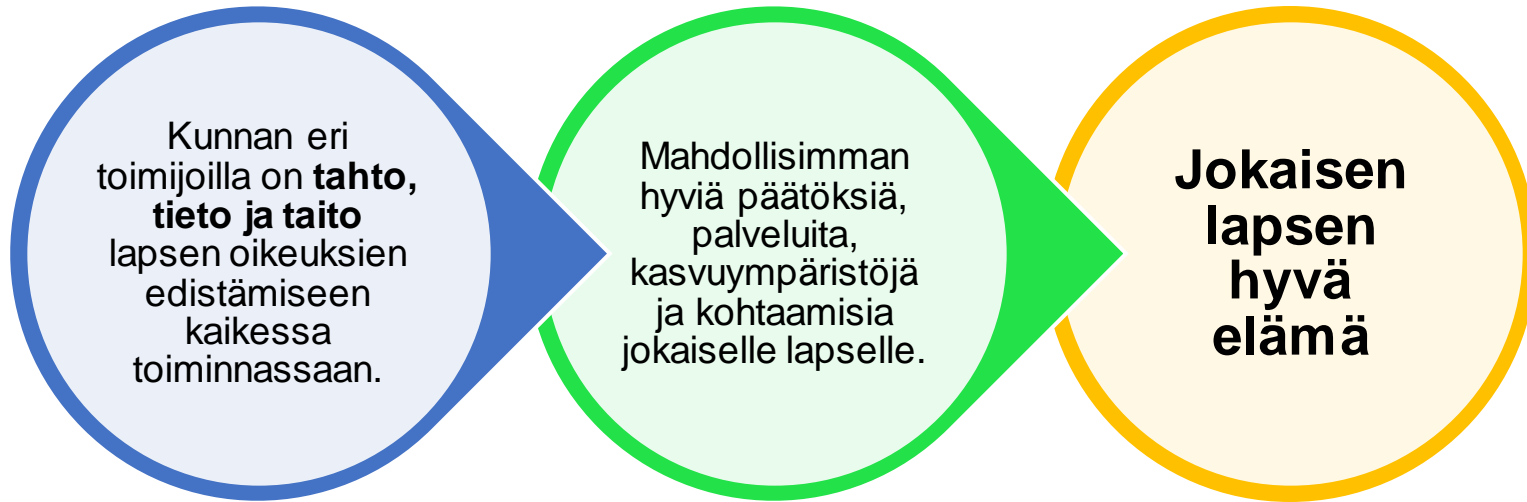 Kunnan eri
toimijoilla on tahto,
tieto ja taito
lapsen oikeuksien
edistämiseen
kaikessa
toiminnassaan.
Mahdollisimman
hyviä päätöksiä,
palveluita,
kasvuympäristöjä
ja kohtaamisia
jokaiselle lapselle.
Jokaisen
lapsen
hyvä
elämä